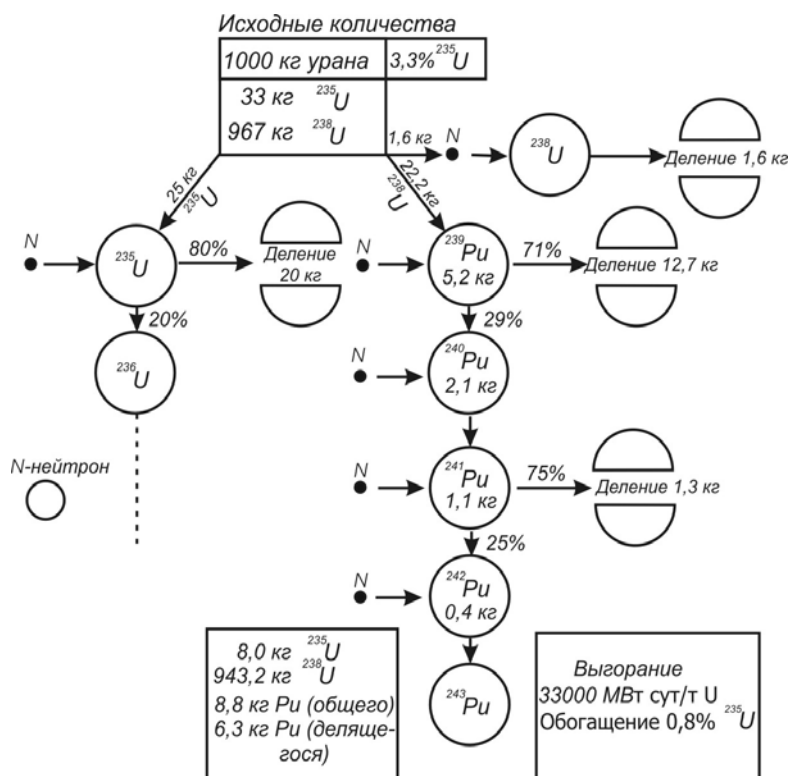 Исходные количества
1000 кг урана 3,3% ²³⁵U
33 кг ²³⁵U
967 кг ²³⁸U
1,6 кг
N
²³⁸U
Деление 1,6 кг
25 кг
²³⁵U
22,2 кг
²³⁸U
N
²³⁵U
80%
Деление
20 кг
20%
²³⁶U
N
²³⁹Pu
5,2 кг
71%
Деление 12,7 кг
29%
N
²⁴⁰Pu
2,1 кг
N
²⁴¹Pu
1,1 кг
75%
Деление 1,3 кг
25%
N
²⁴²Pu
0,4 кг
²⁴³Pu
N-нейтрон
8,0 кг ²³⁵U
943,2 кг ²³⁸U
8,8 кг Pu (общего)
6,3 кг Pu (деляще-
гося)
Выгорание
33000 МВт сут/т U
Обогащение 0,8% ²³⁵U